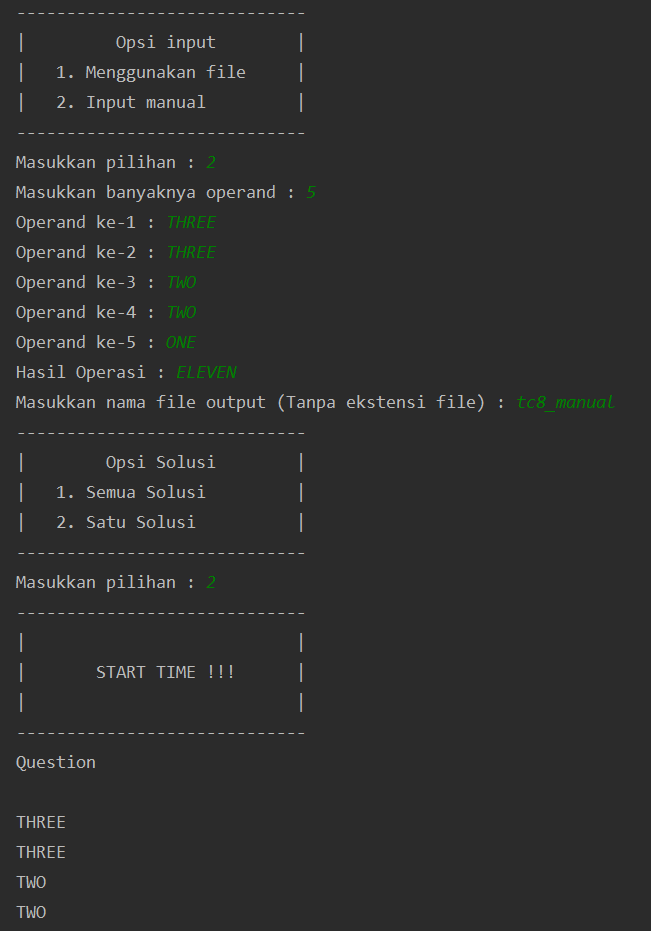 -----------------------------
|         Opsi input        |
|   1. Menggunakan file     |
|   2. Input manual         |
-----------------------------
Masukkan pilihan : 2
Masukkan banyaknya operand : 5
Operand ke-1 : THREE
Operand ke-2 : THREE
Operand ke-3 : TWO
Operand ke-4 : TWO
Operand ke-5 : ONE
Hasil Operasi : ELEVEN
Masukkan nama file output (Tanpa ekstensi file) : tc8_manual
-----------------------------
|        Opsi Solusi        |
|   1. Semua Solusi         |
|   2. Satu Solusi          |
-----------------------------
Masukkan pilihan : 2
-----------------------------
|                           |
|       START TIME !!!      |
|                           |
-----------------------------
Question
THREE
THREE
TWO
TWO